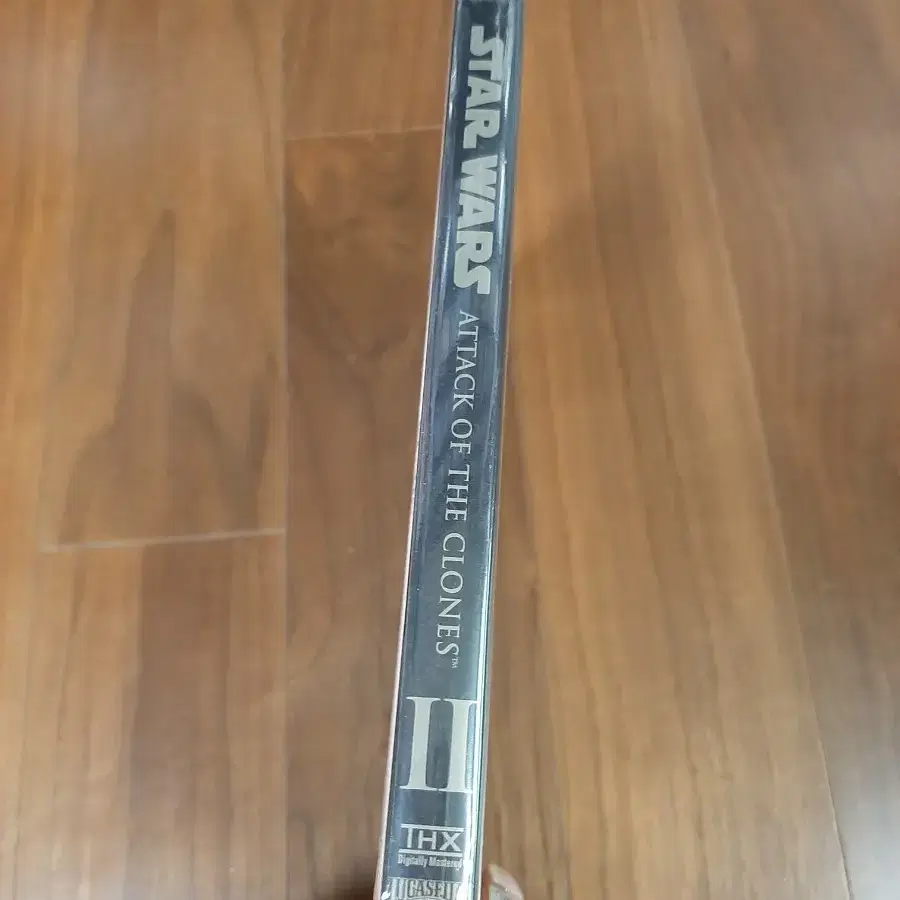 STAR WARS
ATTACK OF THE CLONES™
II
THX
Digitally Mastered